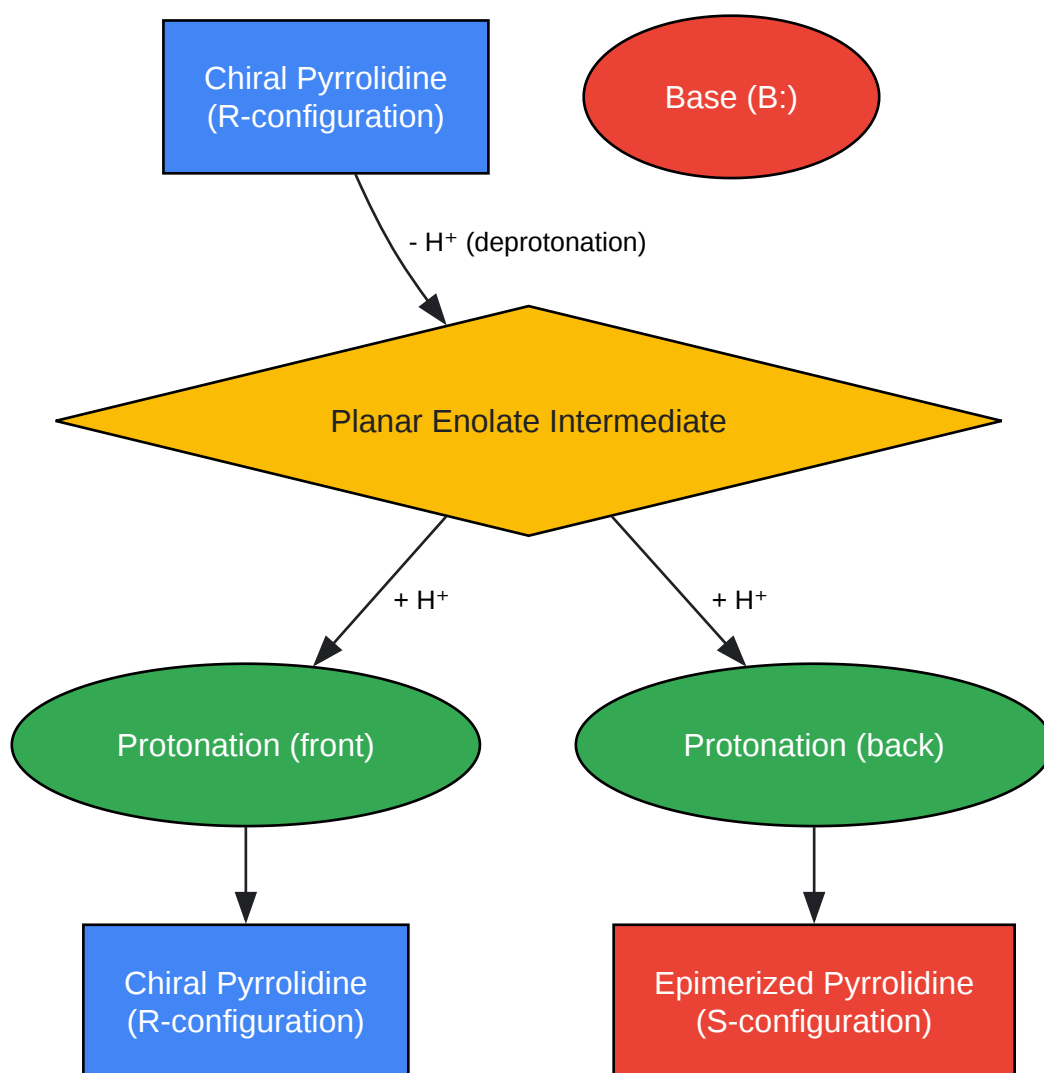 Chiral Pyrrolidine
(R-configuration)
Base (B:)
- H⁺ (deprotonation)
Planar Enolate Intermediate
+ H⁺
+ H⁺
Protonation (front)
Protonation (back)
Chiral Pyrrolidine
(R-configuration)
Epimerized Pyrrolidine
(S-configuration)